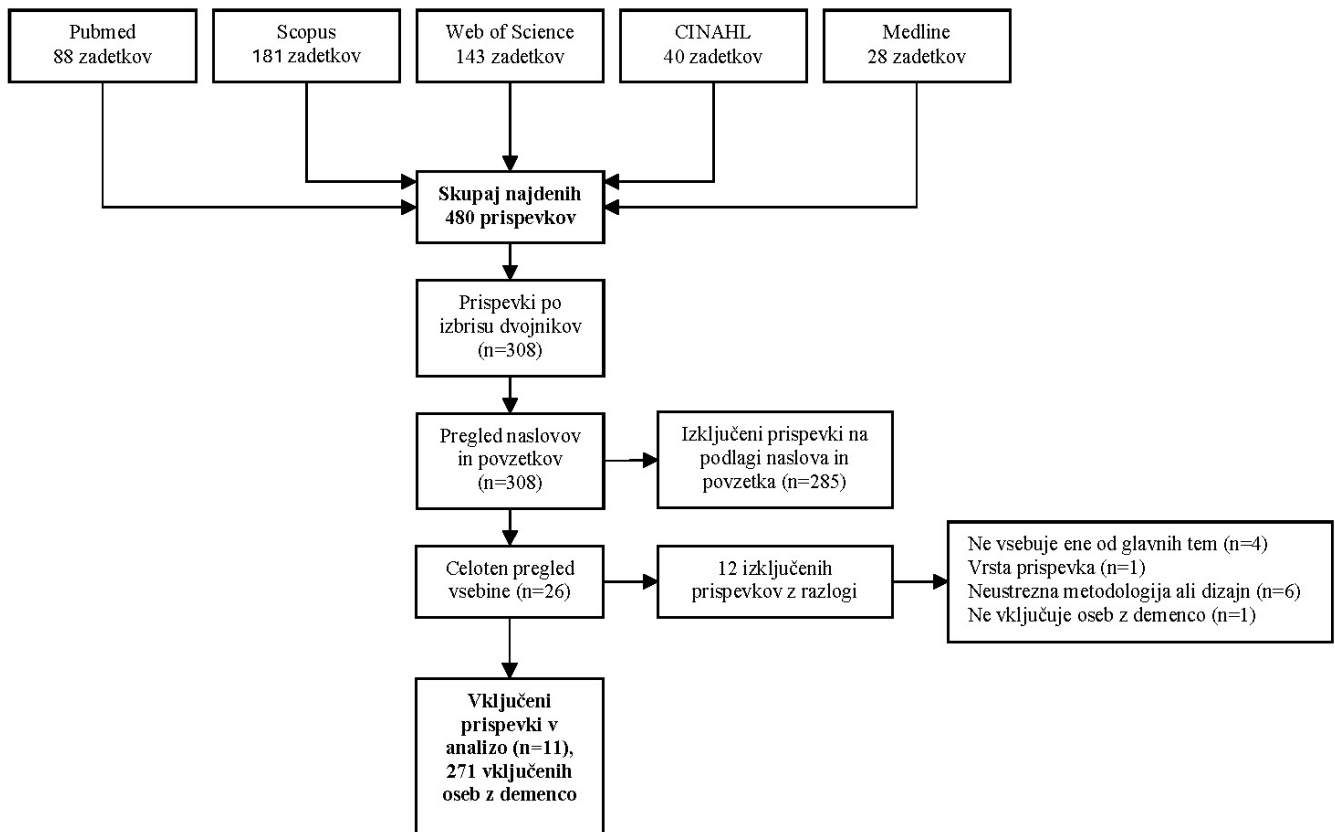 Pubmed
88 zadetkov
Scopus
181 zadetkov
Web of Science
143 zadetkov
CINAHL
40 zadetkov
Medline
28 zadetkov
Skupaj najdenih
480 prispevkov
Prispevki po
izbrisu dvojnikov
(n=308)
Pregled naslovov
in povzetkov
(n=308)
Izključeni prispevki na
podlagi naslova in
povzetka (n=285)
Celoten pregled
vsebine (n=26)
12 izključenih
prispevkov z razlogi
Ne vsebuje ene od glavnih tem (n=4)
Vrsta prispevka (n=1)
Neustrezna metodologija ali dizajn (n=6)
Ne vključuje oseb z demenco (n=1)
Vključeni
prispevki v
analizo (n=11),
271 vključenih
oseb z demenco